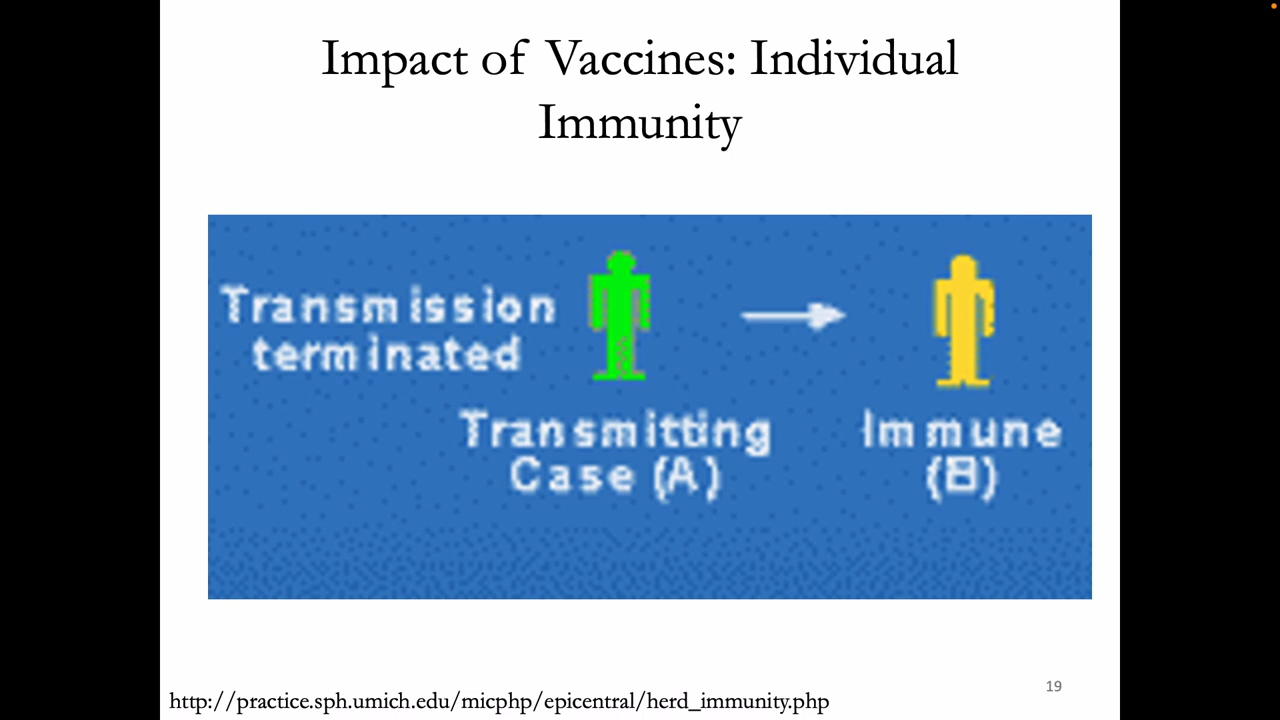 Impact of Vaccines: Individual
Immunity
Transmission
terminated
Transmitting
Case (A)
Immune
(B)
19
http://practice.sph.umich.edu/micphp/epicentral/herd_immunity.php